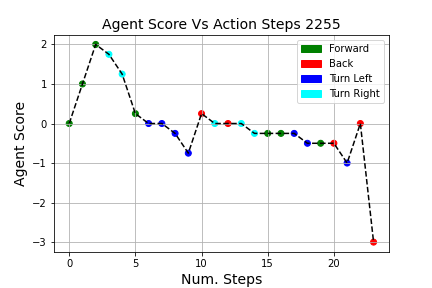 Agent Score Vs Action Steps 2255
Agent Score
2
1
0
−1
−2
−3
Forward
Back
Turn Left
Turn Right
0 5 10 15 20
Num. Steps